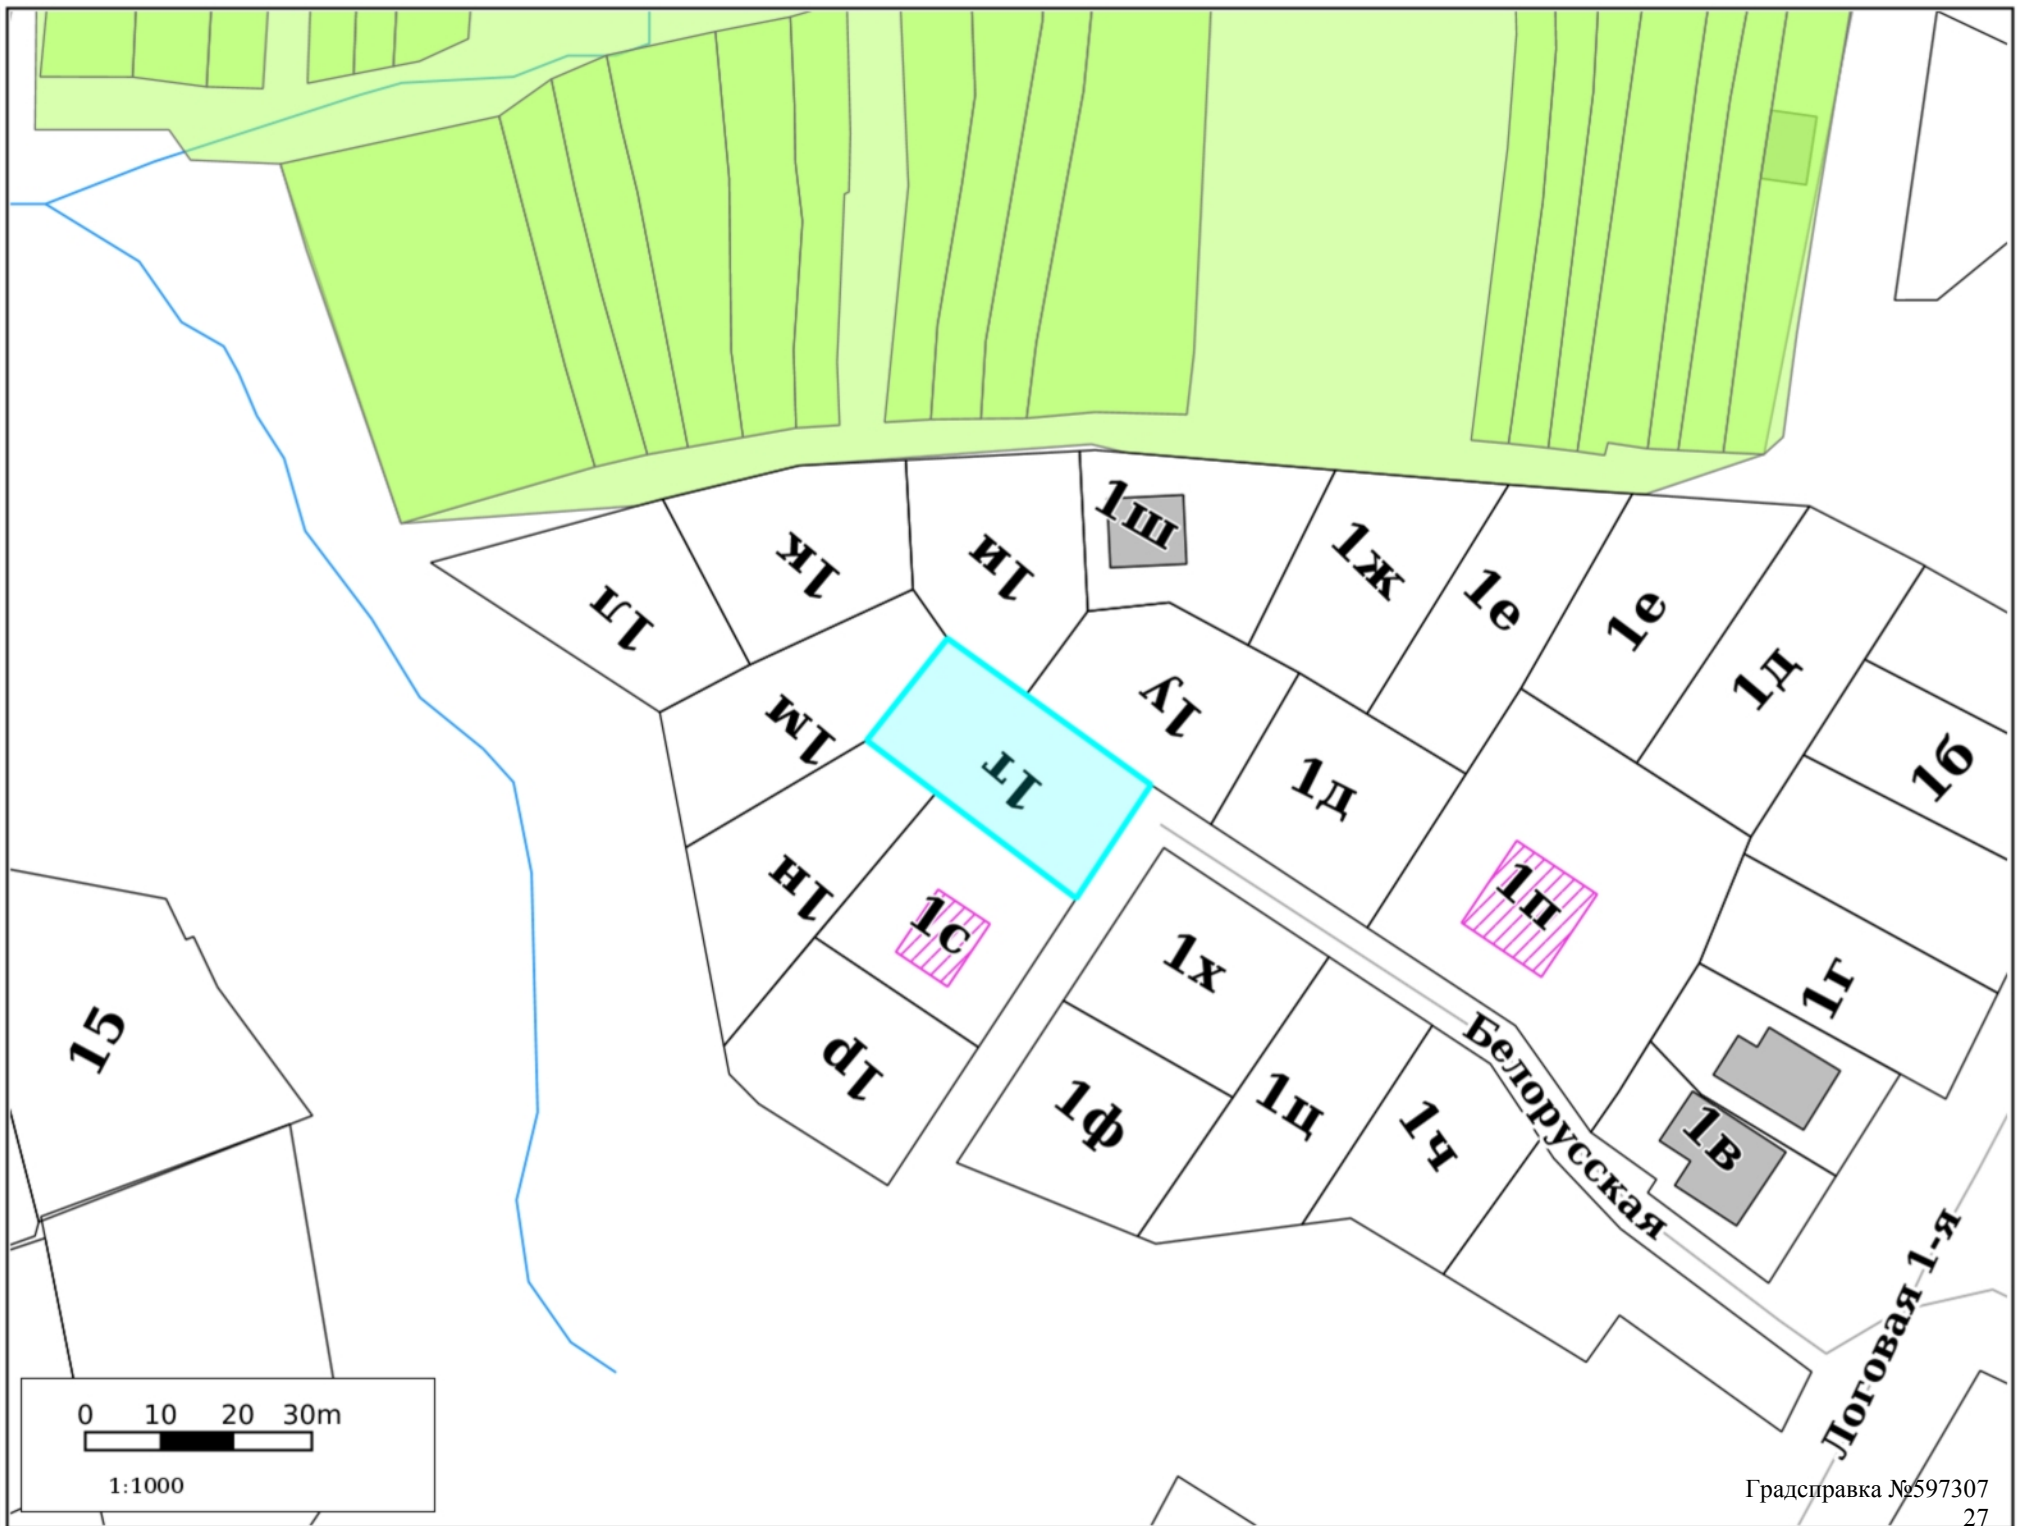 1ш
1к
1и
1ж
1е
1е
1л
1д
1у
1м
1б
1т
1д
1н
1п
1с
1х
1г
15
Белорусская
1р
1ф
1ц
1ч
1в
Логовая 1-я
0 10 20 30m
1:1000
Градсправка №597307
27